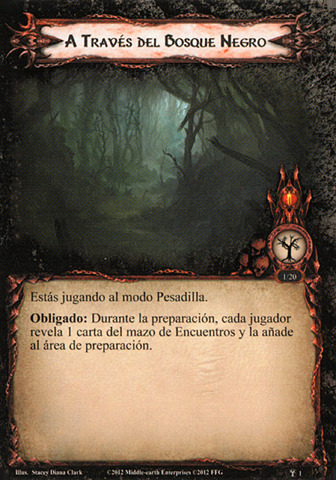 A Través del Bosque Negro
1/20
Estás jugando al modo Pesadilla.
Obligado: Durante la preparación, cada jugador
revela 1 carta del mazo de Encuentros y la añade
al área de preparación.
Illus. Stacey Diana Clark ©2012 Middle-earth Enterprises ©2012 FFG 1